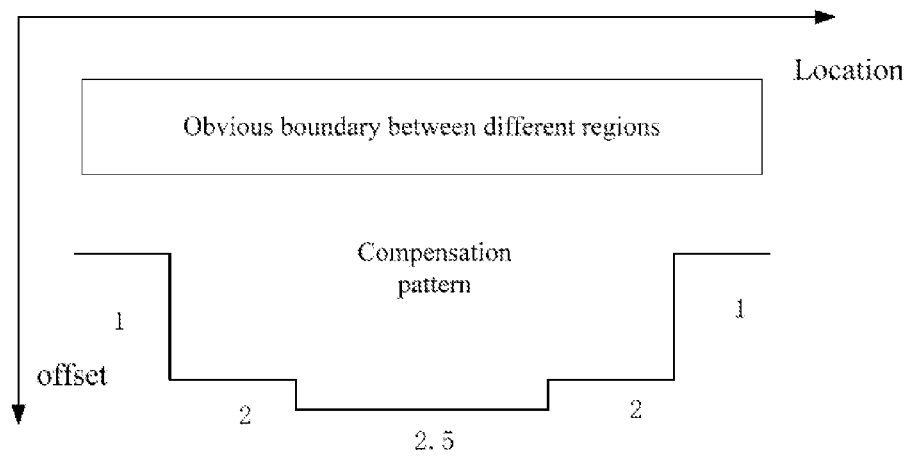 Location
Obvious boundary between different regions
Compensation
pattern
1
1
offset
2
2
2.5